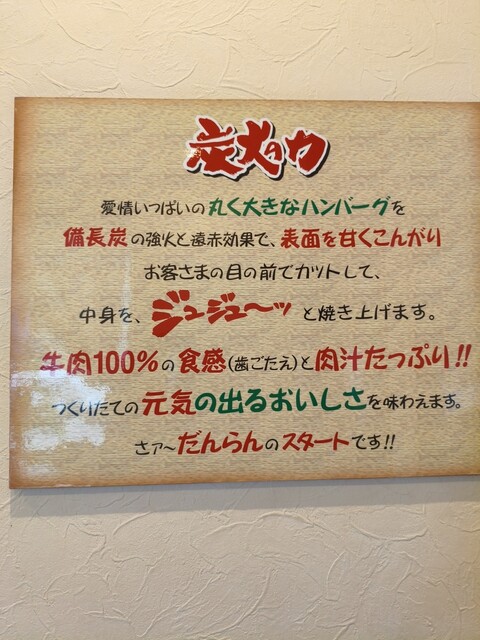 炭火の力
愛情いっぱいの丸く大きなハンバーグを
備長炭の強火と遠赤効果で、表面を甘くこんがり
お客さまの目の前でカットして、
中身を、ジュジュ〜ッと焼き上げます。
牛肉100%の食感(歯ごたえ)と肉汁たっぷり!!
つくりたての元気の出るおいしさを味わえます。
さァ〜だんらんのスタートです!!